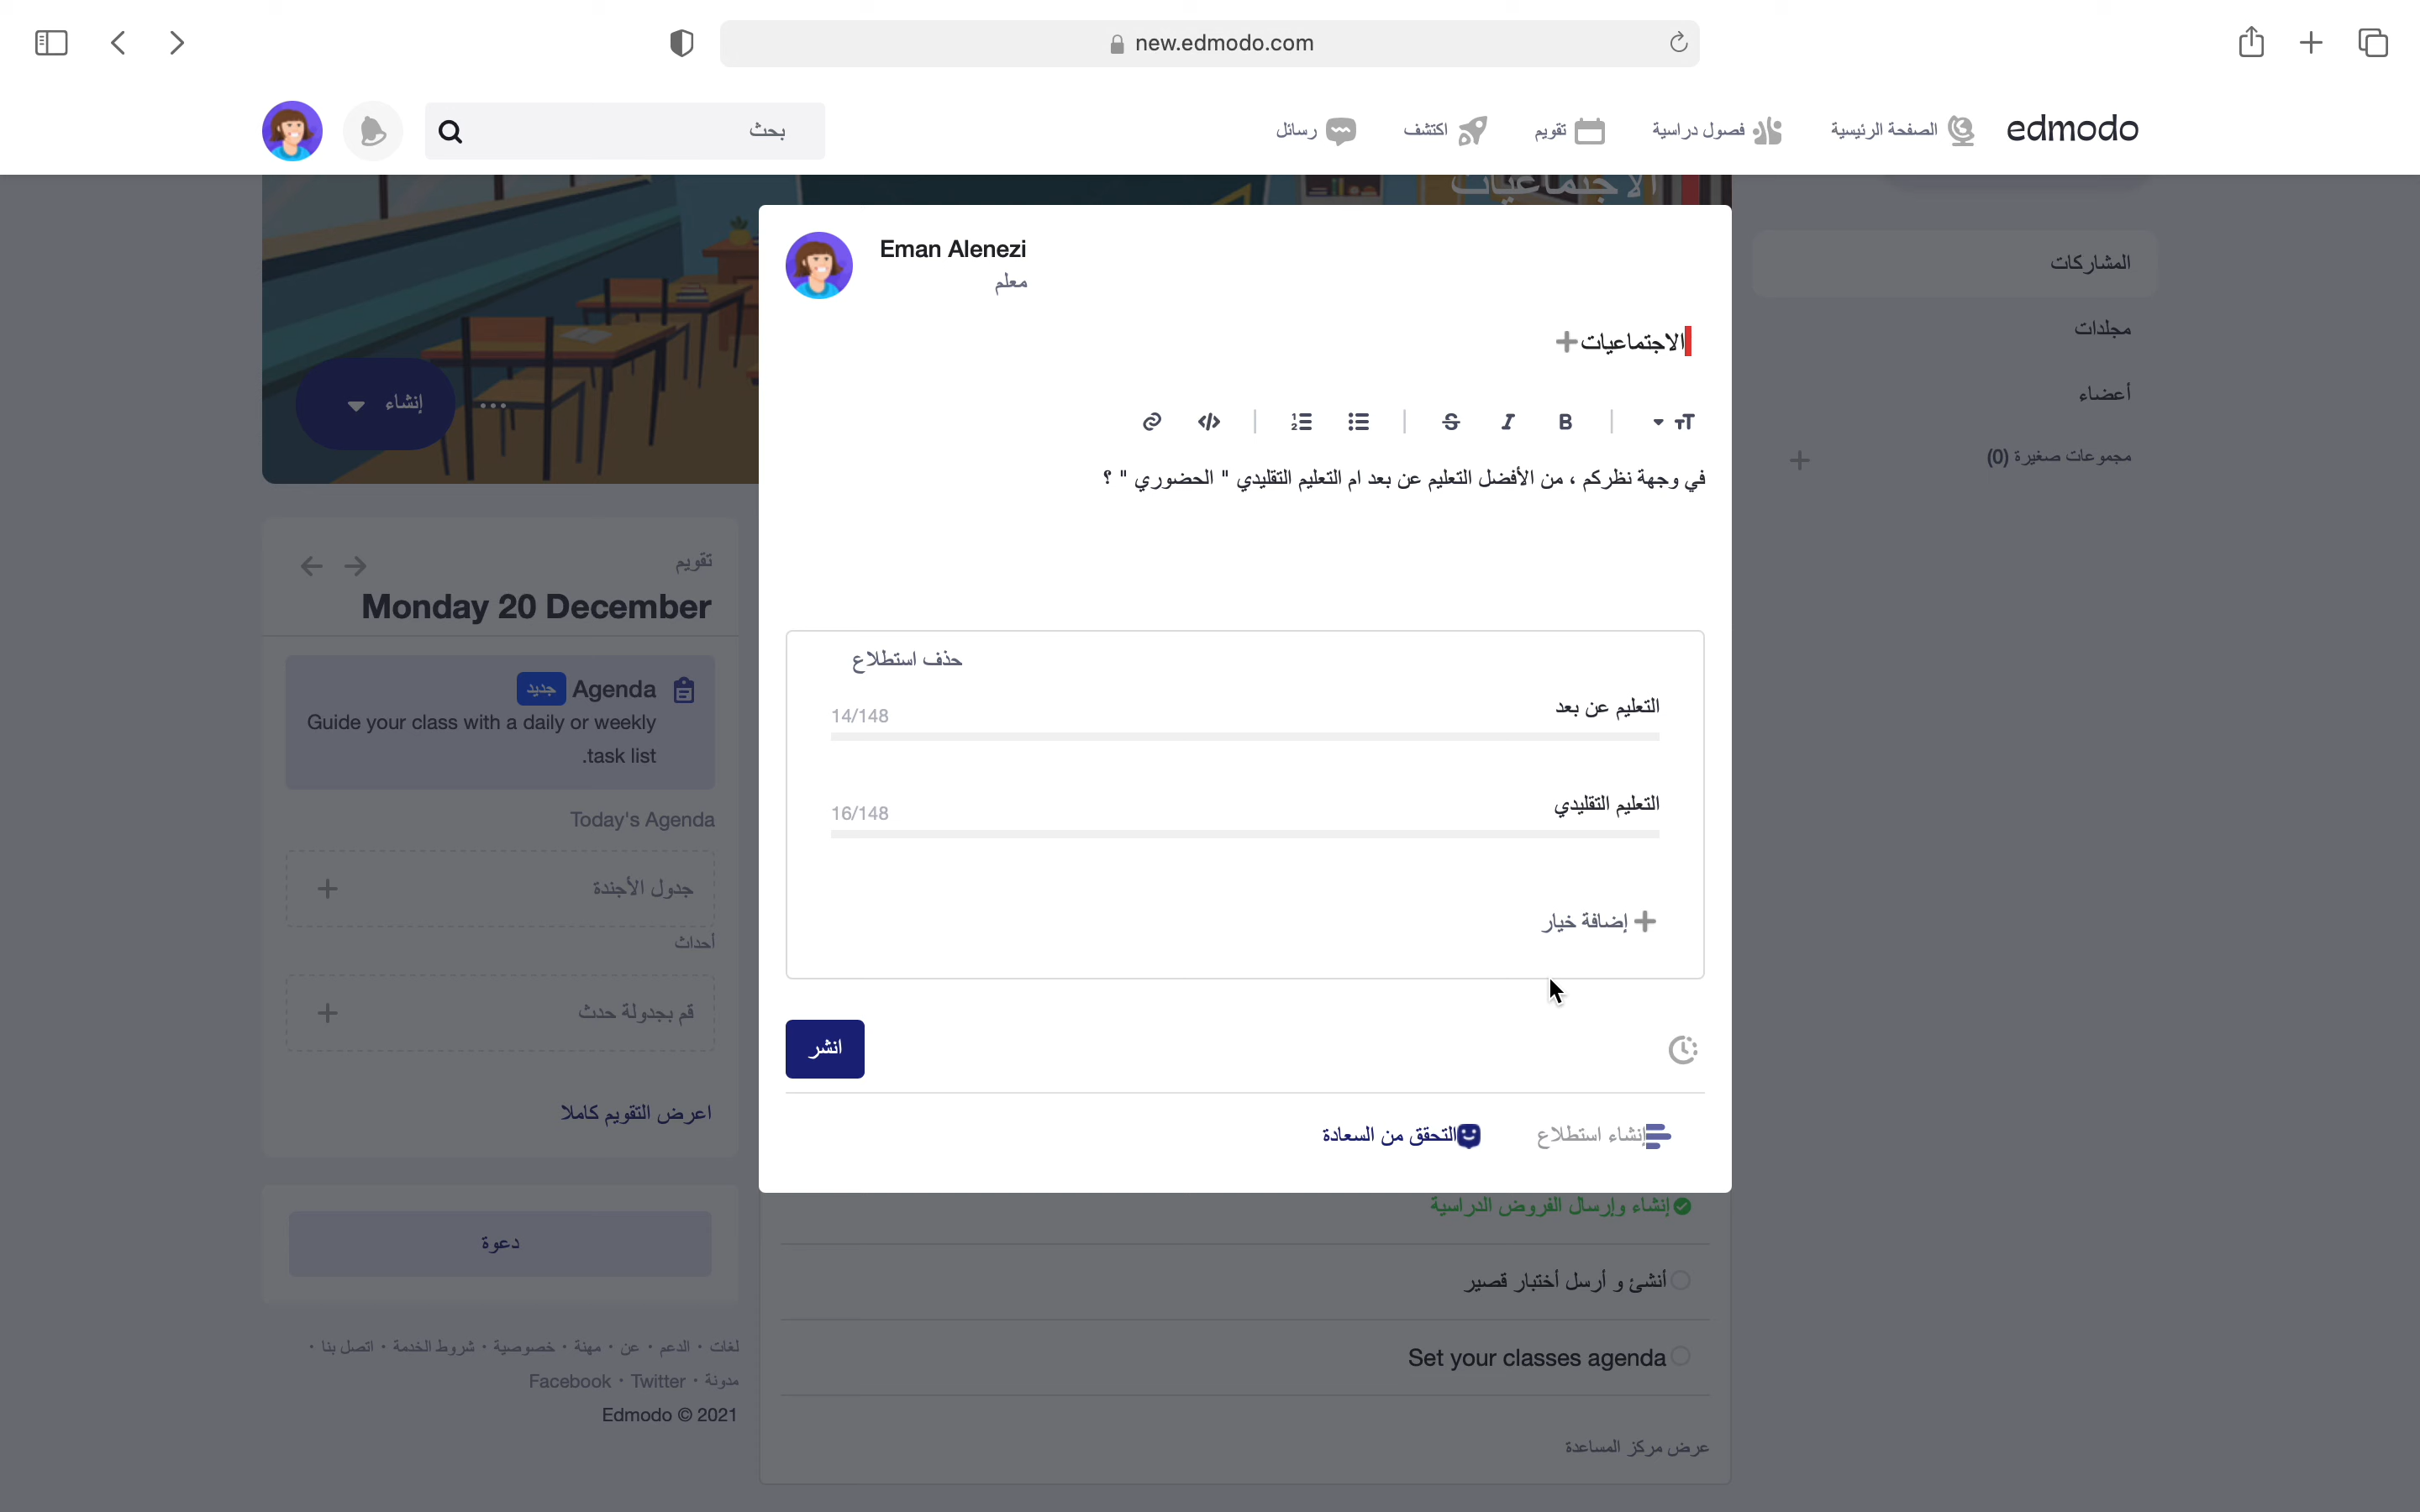 new.edmodo.com
edmodo
الصفحة الرئيسية
فصول دراسية
تقويم
اكتشف
رسائل
بحث
الاجتماعيات
المشاركات
مجلدات
أعضاء
مجموعات صغيرة (0)
Eman Alenezi
معلم
الاجتماعيات
B I S
في وجهة نظركم ، من الأفضل التعليم عن بعد ام التعليم التقليدي " الحضوري " ؟
حذف استطلاع
التعليم عن بعد
14/148
التعليم التقليدي
16/148
إضافة خيار
انشر
إنشاء استطلاع
التحقق من السعادة
إنشاء وإرسال الفروض الدراسية
أنشئ و أرسل أختبار قصير
Set your classes agenda
عرض مركز المساعدة
إنشاء
تقويم
Monday 20 December
Agenda جديد
Guide your class with a daily or weekly
.task list
Today's Agenda
جدول الأجندة
أحداث
قم بجدولة حدث
اعرض التقويم كاملا
دعوة
لغات · الدعم · عن · مهنة · خصوصية · شروط الخدمة · اتصل بنا ·
مدونة · Twitter · Facebook
Edmodo © 2021